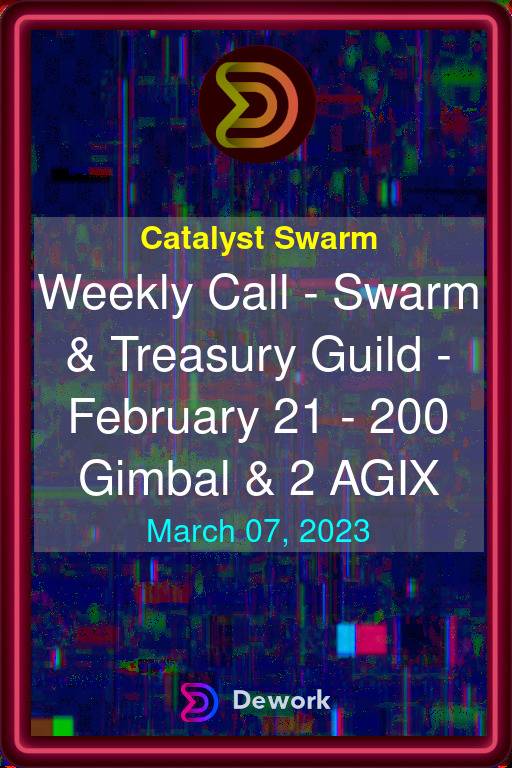 Catalyst Swarm
Weekly Call - Swarm
& Treasury Guild -
February 21 - 200
Gimbal & 2 AGIX
March 07, 2023
Dework